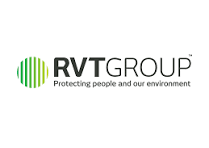 RVTGROUP™
Protecting people and our environment